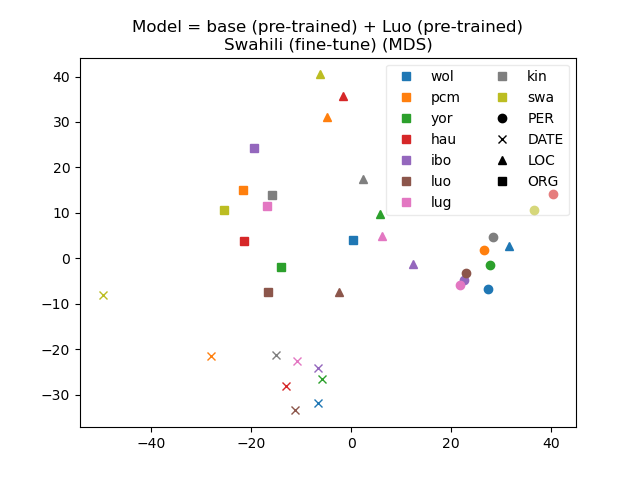 Model = base (pre-trained) + Luo (pre-trained)
Swahili (fine-tune) (MDS)
40
30
20
10
0
−10
−20
−30
−40
−20
0
20
40
wol
pcm
yor
hau
ibo
luo
lug
kin
swa
PER
DATE
LOC
ORG